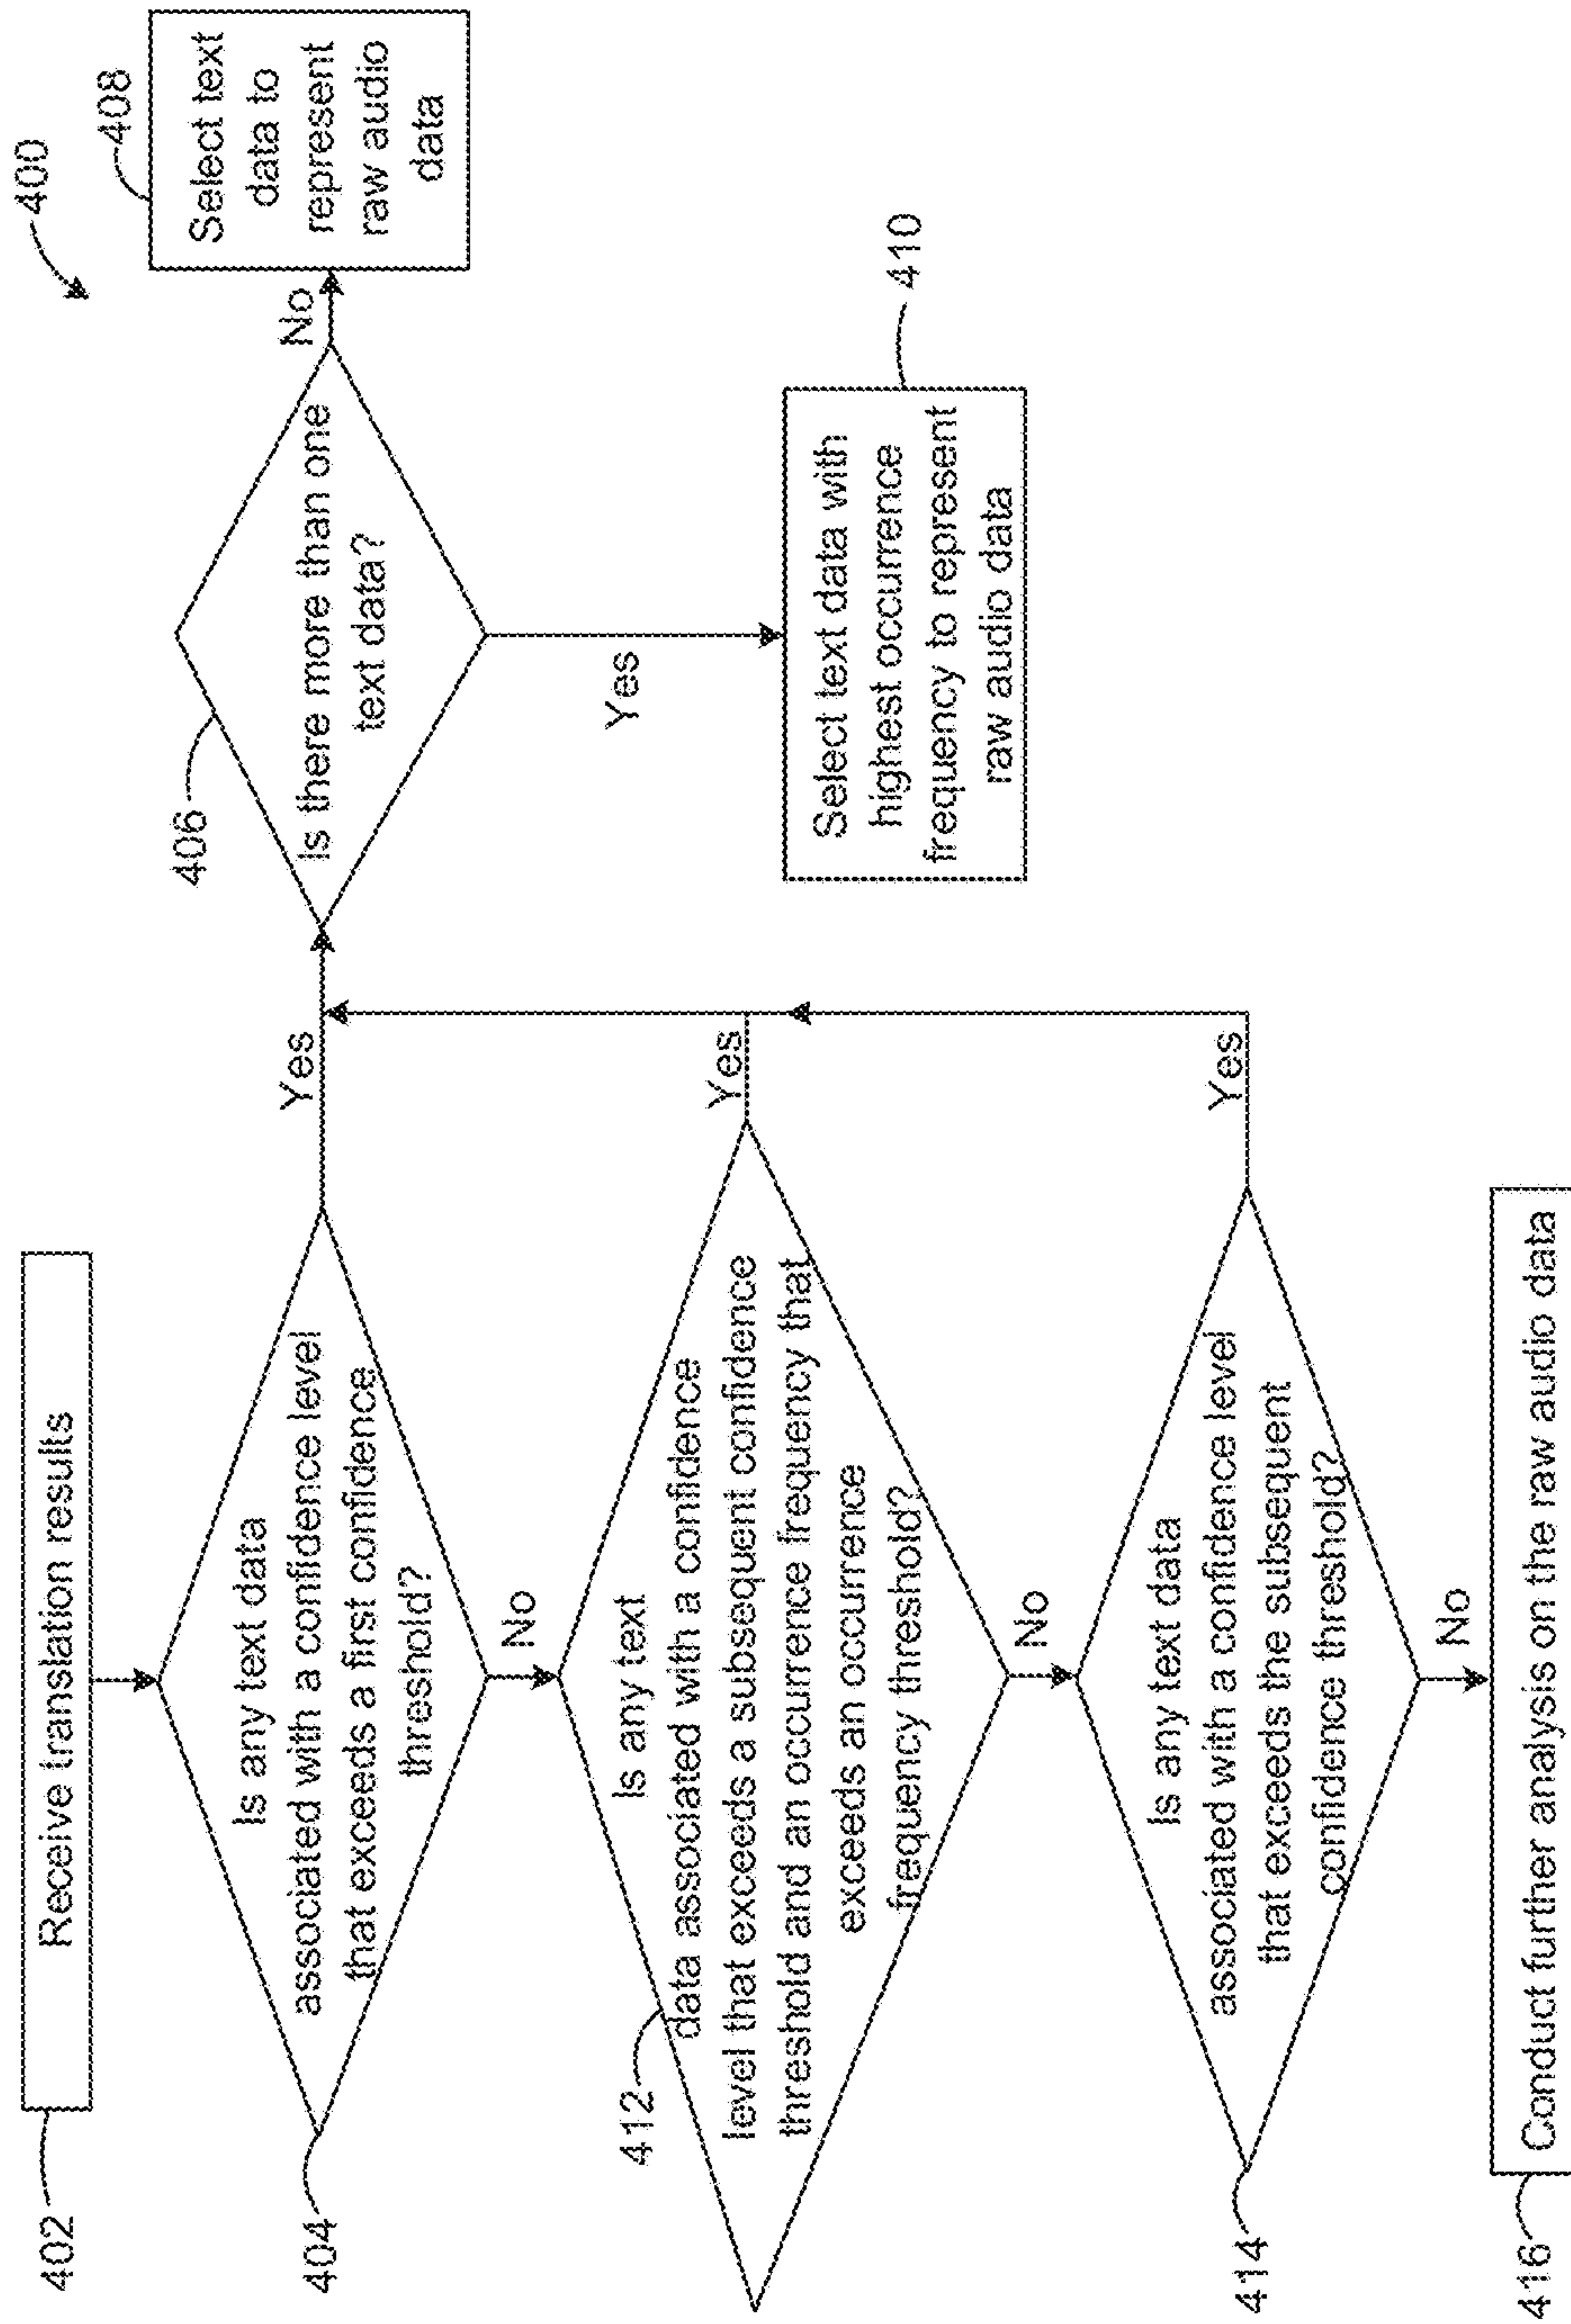 400
402
Receive translation results
404
Is any text data
associated with a confidence level
that exceeds a first confidence
threshold?
Yes
No
406
Is there more than one
text data?
No
408
Select text
data to
represent
raw audio
data
Yes
410
Select text data with
highest occurrence
frequency to represent
raw audio data
412
Is any text
data associated with a confidence
level that exceeds a subsequent confidence
threshold and an occurrence frequency that
exceeds an occurrence
frequency threshold?
Yes
No
414
Is any text data
associated with a confidence level
that exceeds the subsequent
confidence threshold?
Yes
No
416
Conduct further analysis on the raw audio data